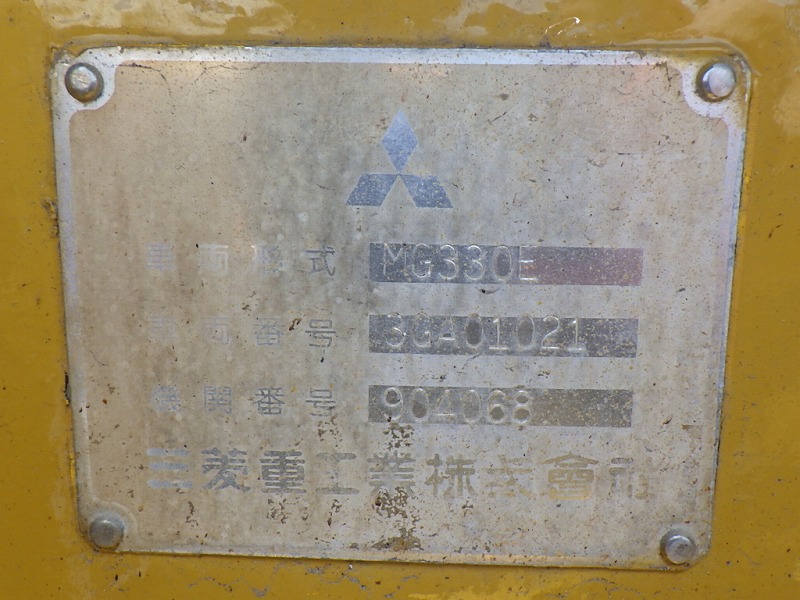 車両形式 MG330E
車両番号 3GA01021
機関番号 904068
三菱重工業株式會社